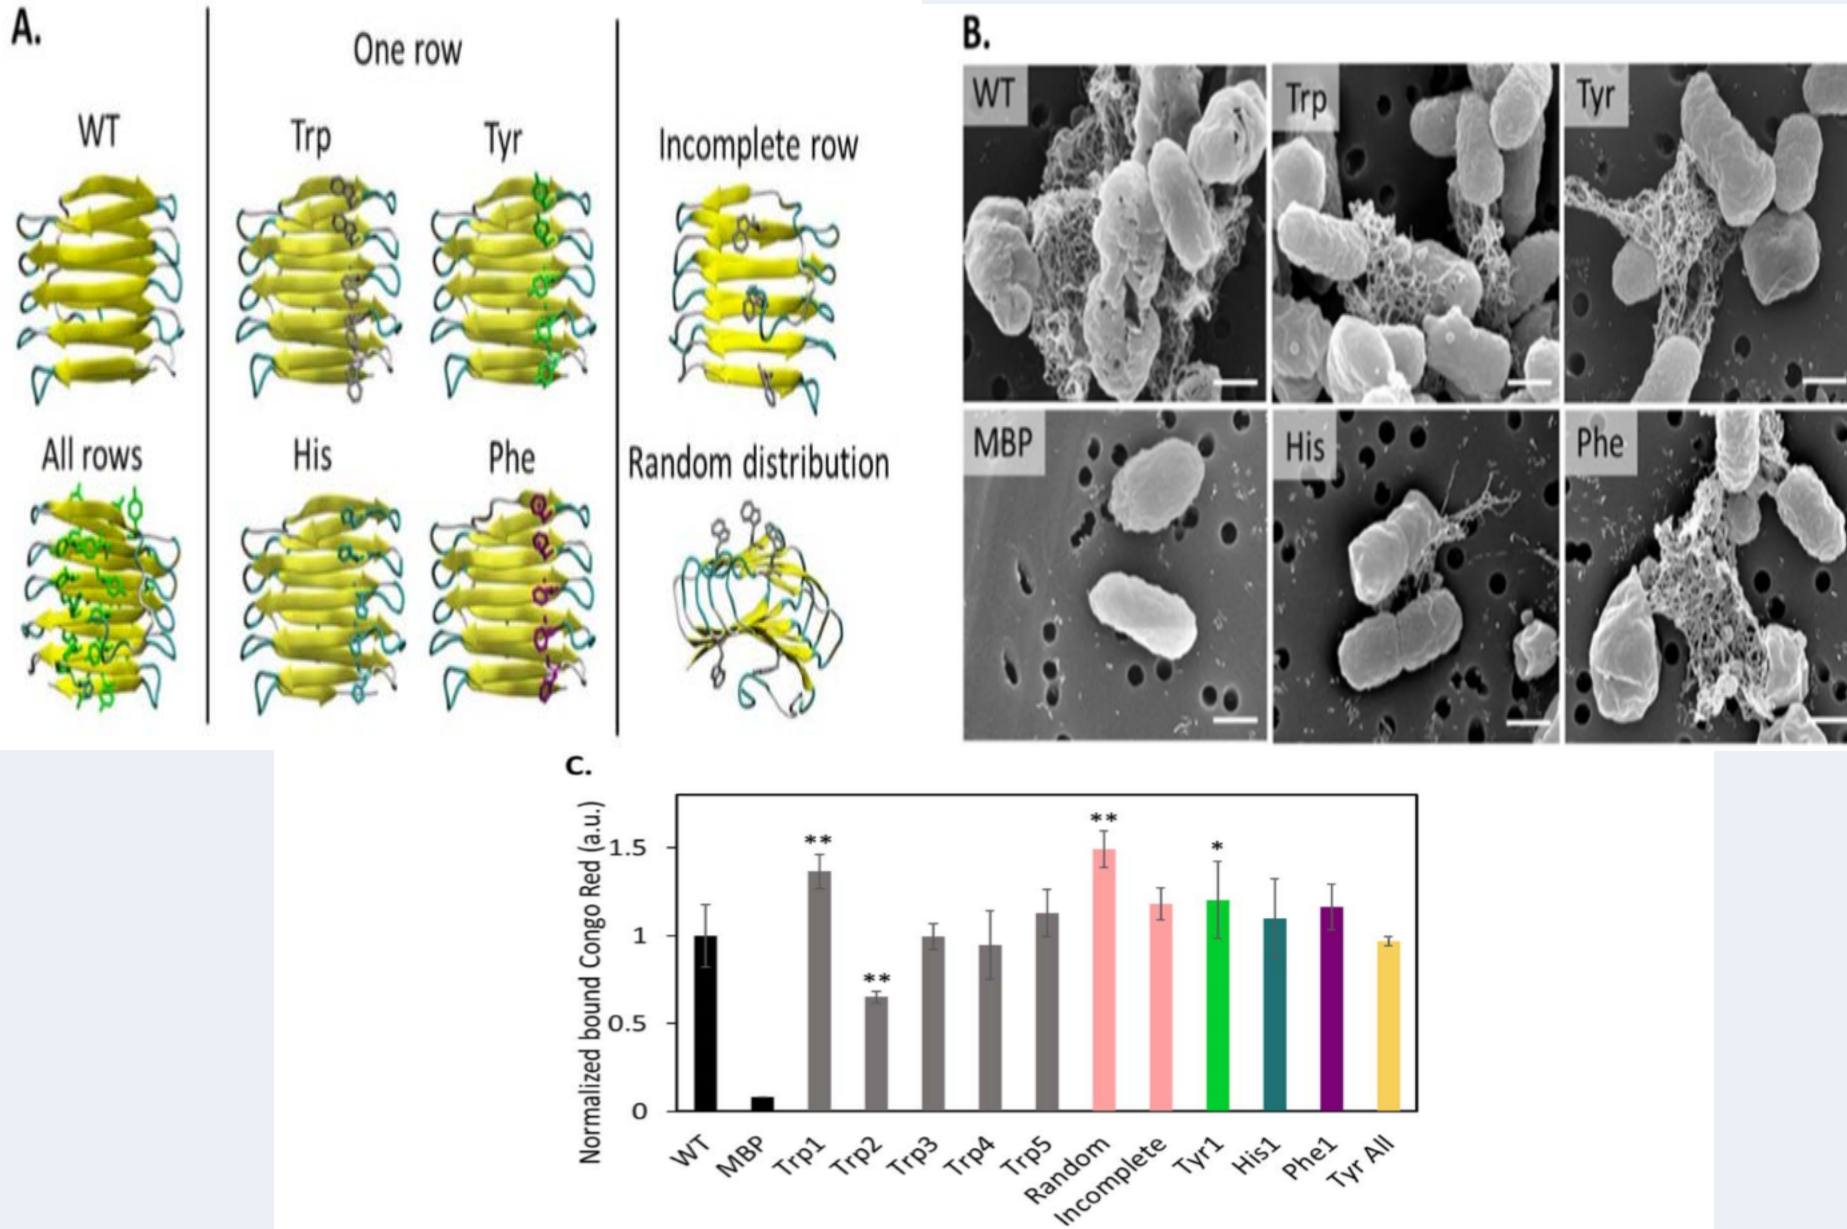 A.
One row
WT
Trp
Tyr
Incomplete row
All rows
His
Phe
Random distribution
B.
WT
Trp
Tyr
MBP
His
Phe
C.
Normalized bound Congo Red (a.u.)
1.5
1
0.5
0
**
**
**
*
WT
MBP
Trp1
Trp2
Trp3
Trp4
Trp5
Random
Incomplete
Tyr1
His1
Phe1
Tyr All